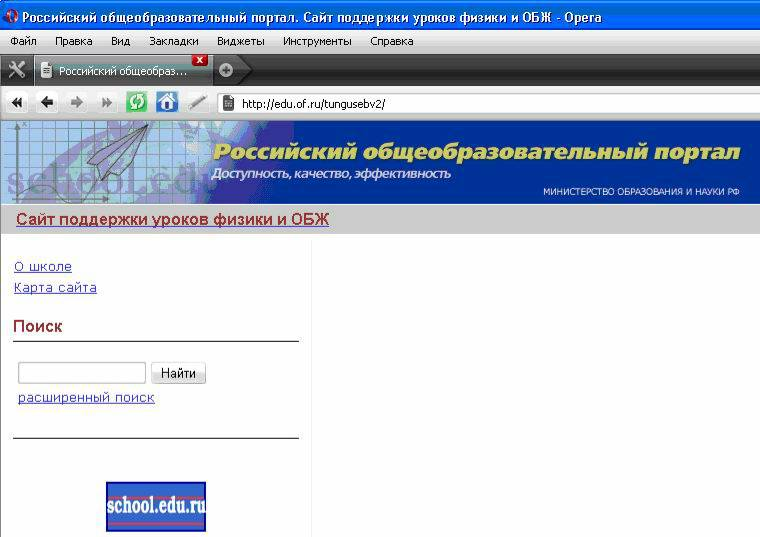 Российский общеобразовательный портал. Сайт поддержки уроков физики и ОБЖ - Opera
Файл Правка Вид Закладки Виджеты Инструменты Справка
Российский общеобраз...
http://edu.of.ru/tungusebv2/
school.edu
Российский общеобразовательный портал
Доступность, качество, эффективность
МИНИСТЕРСТВО ОБРАЗОВАНИЯ И НАУКИ РФ
Сайт поддержки уроков физики и ОБЖ
О школе
Карта сайта
Поиск
Найти
расширенный поиск
school.edu.ru